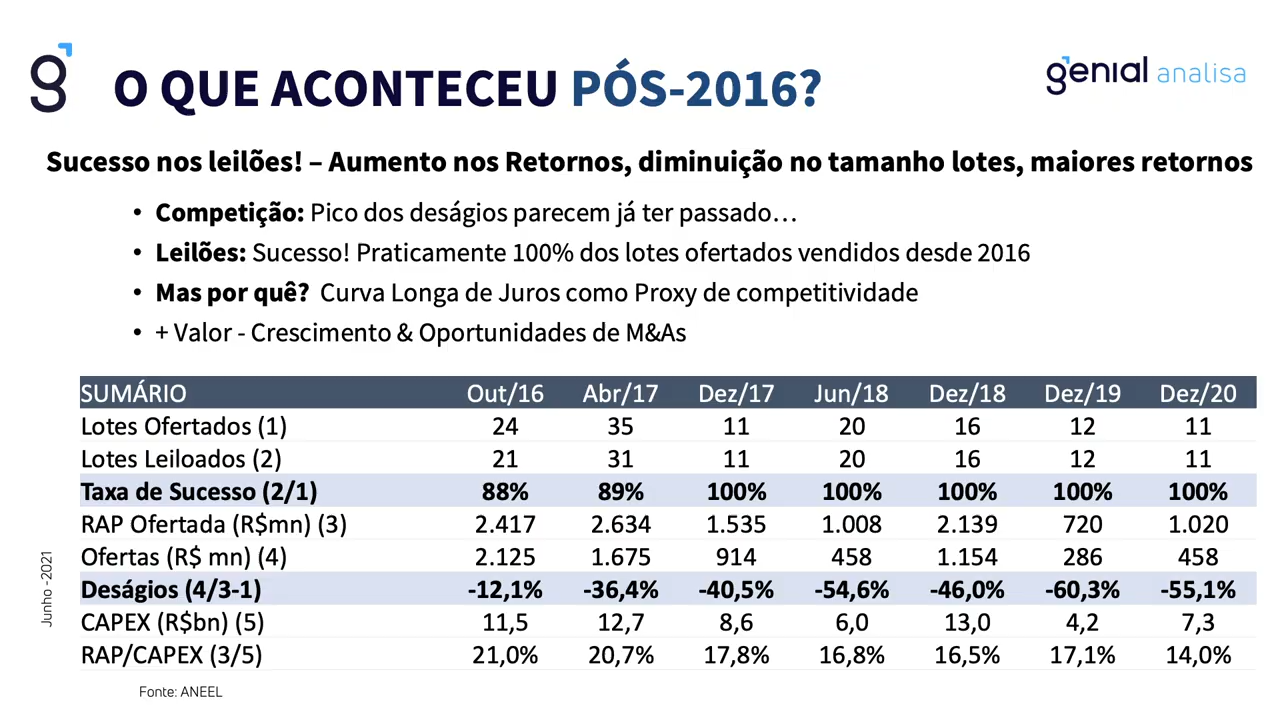 g
O QUE ACONTECEU PÓS-2016?
genial analisa
Sucesso nos leilões! – Aumento nos Retornos, diminuição no tamanho lotes, maiores retornos
• Competição: Pico dos deságios parecem já ter passado…
• Leilões: Sucesso! Praticamente 100% dos lotes ofertados vendidos desde 2016
• Mas por quê? Curva Longa de Juros como Proxy de competitividade
• + Valor - Crescimento & Oportunidades de M&As
SUMÁRIO Out/16 Abr/17 Dez/17 Jun/18 Dez/18 Dez/19 Dez/20
Lotes Ofertados (1) 24 35 11 20 16 12 11
Lotes Leiloados (2) 21 31 11 20 16 12 11
Taxa de Sucesso (2/1) 88% 89% 100% 100% 100% 100% 100%
RAP Ofertada (R$mn) (3) 2.417 2.634 1.535 1.008 2.139 720 1.020
Ofertas (R$ mn) (4) 2.125 1.675 914 458 1.154 286 458
Deságios (4/3-1) -12,1% -36,4% -40,5% -54,6% -46,0% -60,3% -55,1%
CAPEX (R$bn) (5) 11,5 12,7 8,6 6,0 13,0 4,2 7,3
RAP/CAPEX (3/5) 21,0% 20,7% 17,8% 16,8% 16,5% 17,1% 14,0%
Fonte: ANEEL
Junho -2021